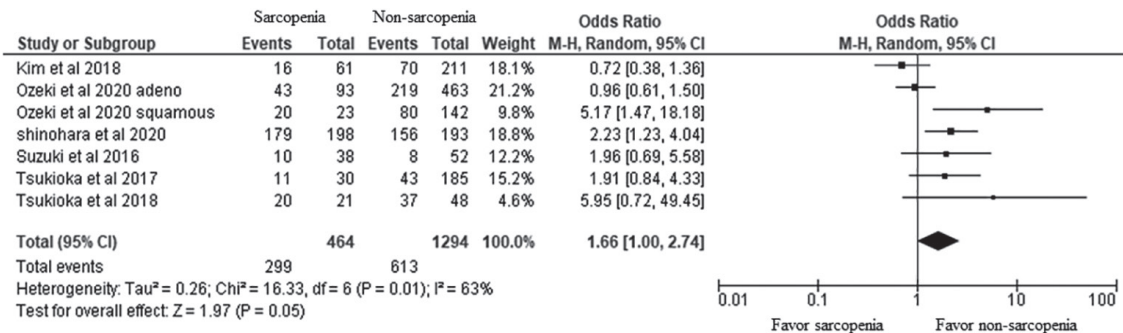 Sarcopenia Non-sarcopenia Odds Ratio Odds Ratio
Study or Subgroup Events Total Events Total Weight M-H, Random, 95% CI M-H, Random, 95% CI
Kim et al 2018 16 61 70 211 18.1% 0.72 [0.38, 1.36]
Ozeki et al 2020 adeno 43 93 219 463 21.2% 0.96 [0.61, 1.50]
Ozeki et al 2020 squamous 20 23 80 142 9.8% 5.17 [1.47, 18.18]
shinohara et al 2020 179 198 156 193 18.8% 2.23 [1.23, 4.04]
Suzuki et al 2016 10 38 8 52 12.2% 1.96 [0.69, 5.58]
Tsukioka et al 2017 11 30 43 185 15.2% 1.91 [0.84, 4.33]
Tsukioka et al 2018 20 21 37 48 4.6% 5.95 [0.72, 49.45]
Total (95% CI) 464 1294 100.0% 1.66 [1.00, 2.74]
Total events 299 613
Heterogeneity: Tau² = 0.26; Chi² = 16.33, df = 6 (P = 0.01); I² = 63%
Test for overall effect: Z = 1.97 (P = 0.05)
0.01 0.1 1 10 100
Favor sarcopenia Favor non-sarcopenia